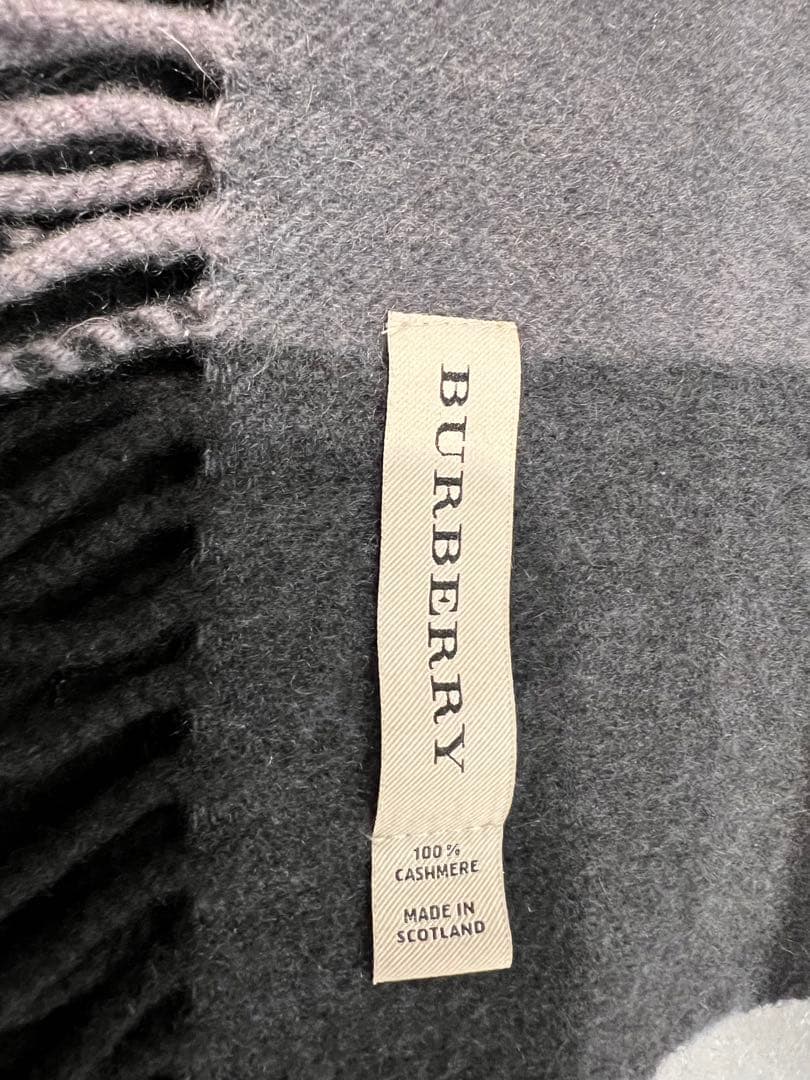 BURBERRY
100%
CASHMERE
MADE IN
SCOTLAND